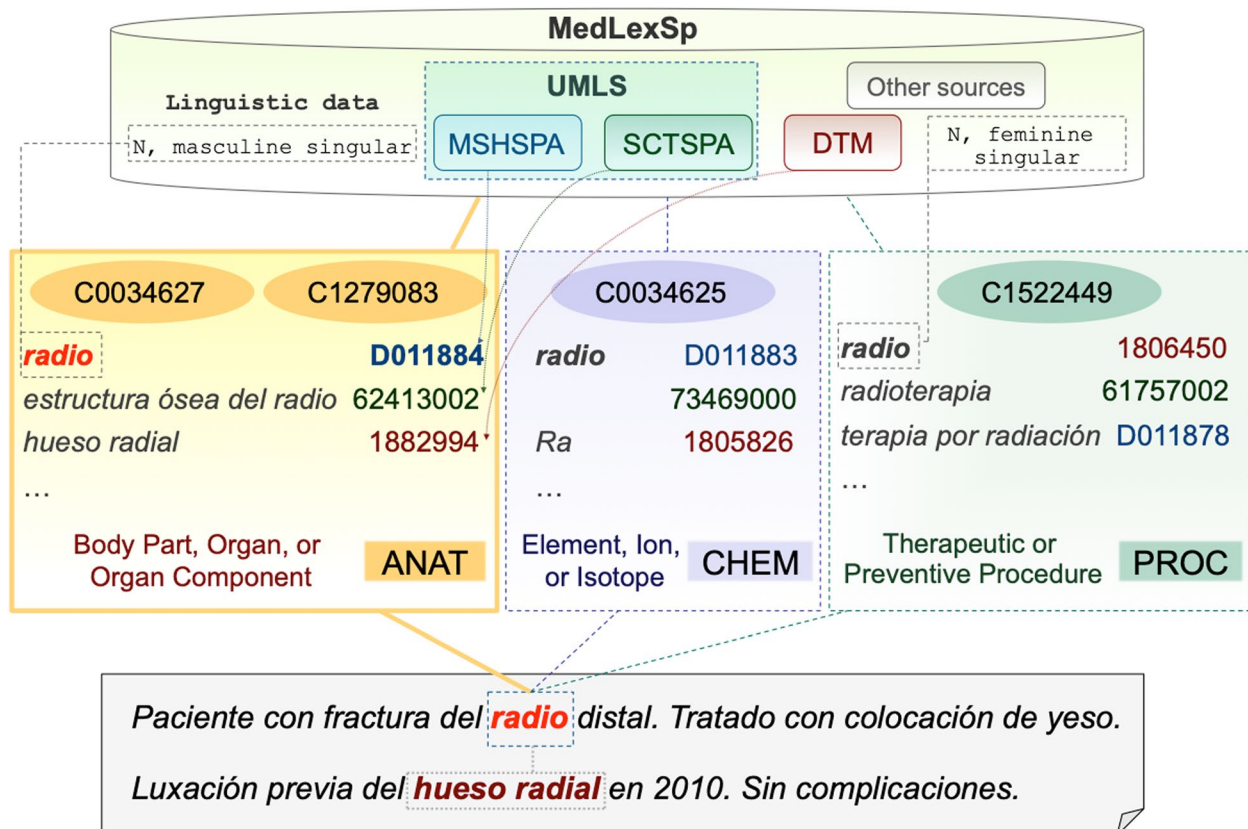 MedLexSp
UMLS
Other sources
Linguistic data
N, masculine singular
MSHSPA
SCTSPA
DTM
N, feminine
singular
C0034627
C1279083
radio D011884
estructura ósea del radio 62413002
hueso radial 1882994
...
Body Part, Organ, or
Organ Component
ANAT
C0034625
radio D011883
73469000
Ra 1805826
...
Element, Ion,
or Isotope
CHEM
C1522449
radio 1806450
radioterapia 61757002
terapia por radiación D011878
...
Therapeutic or
Preventive Procedure
PROC
Paciente con fractura del radio distal. Tratado con colocación de yeso.
Luxación previa del hueso radial en 2010. Sin complicaciones.